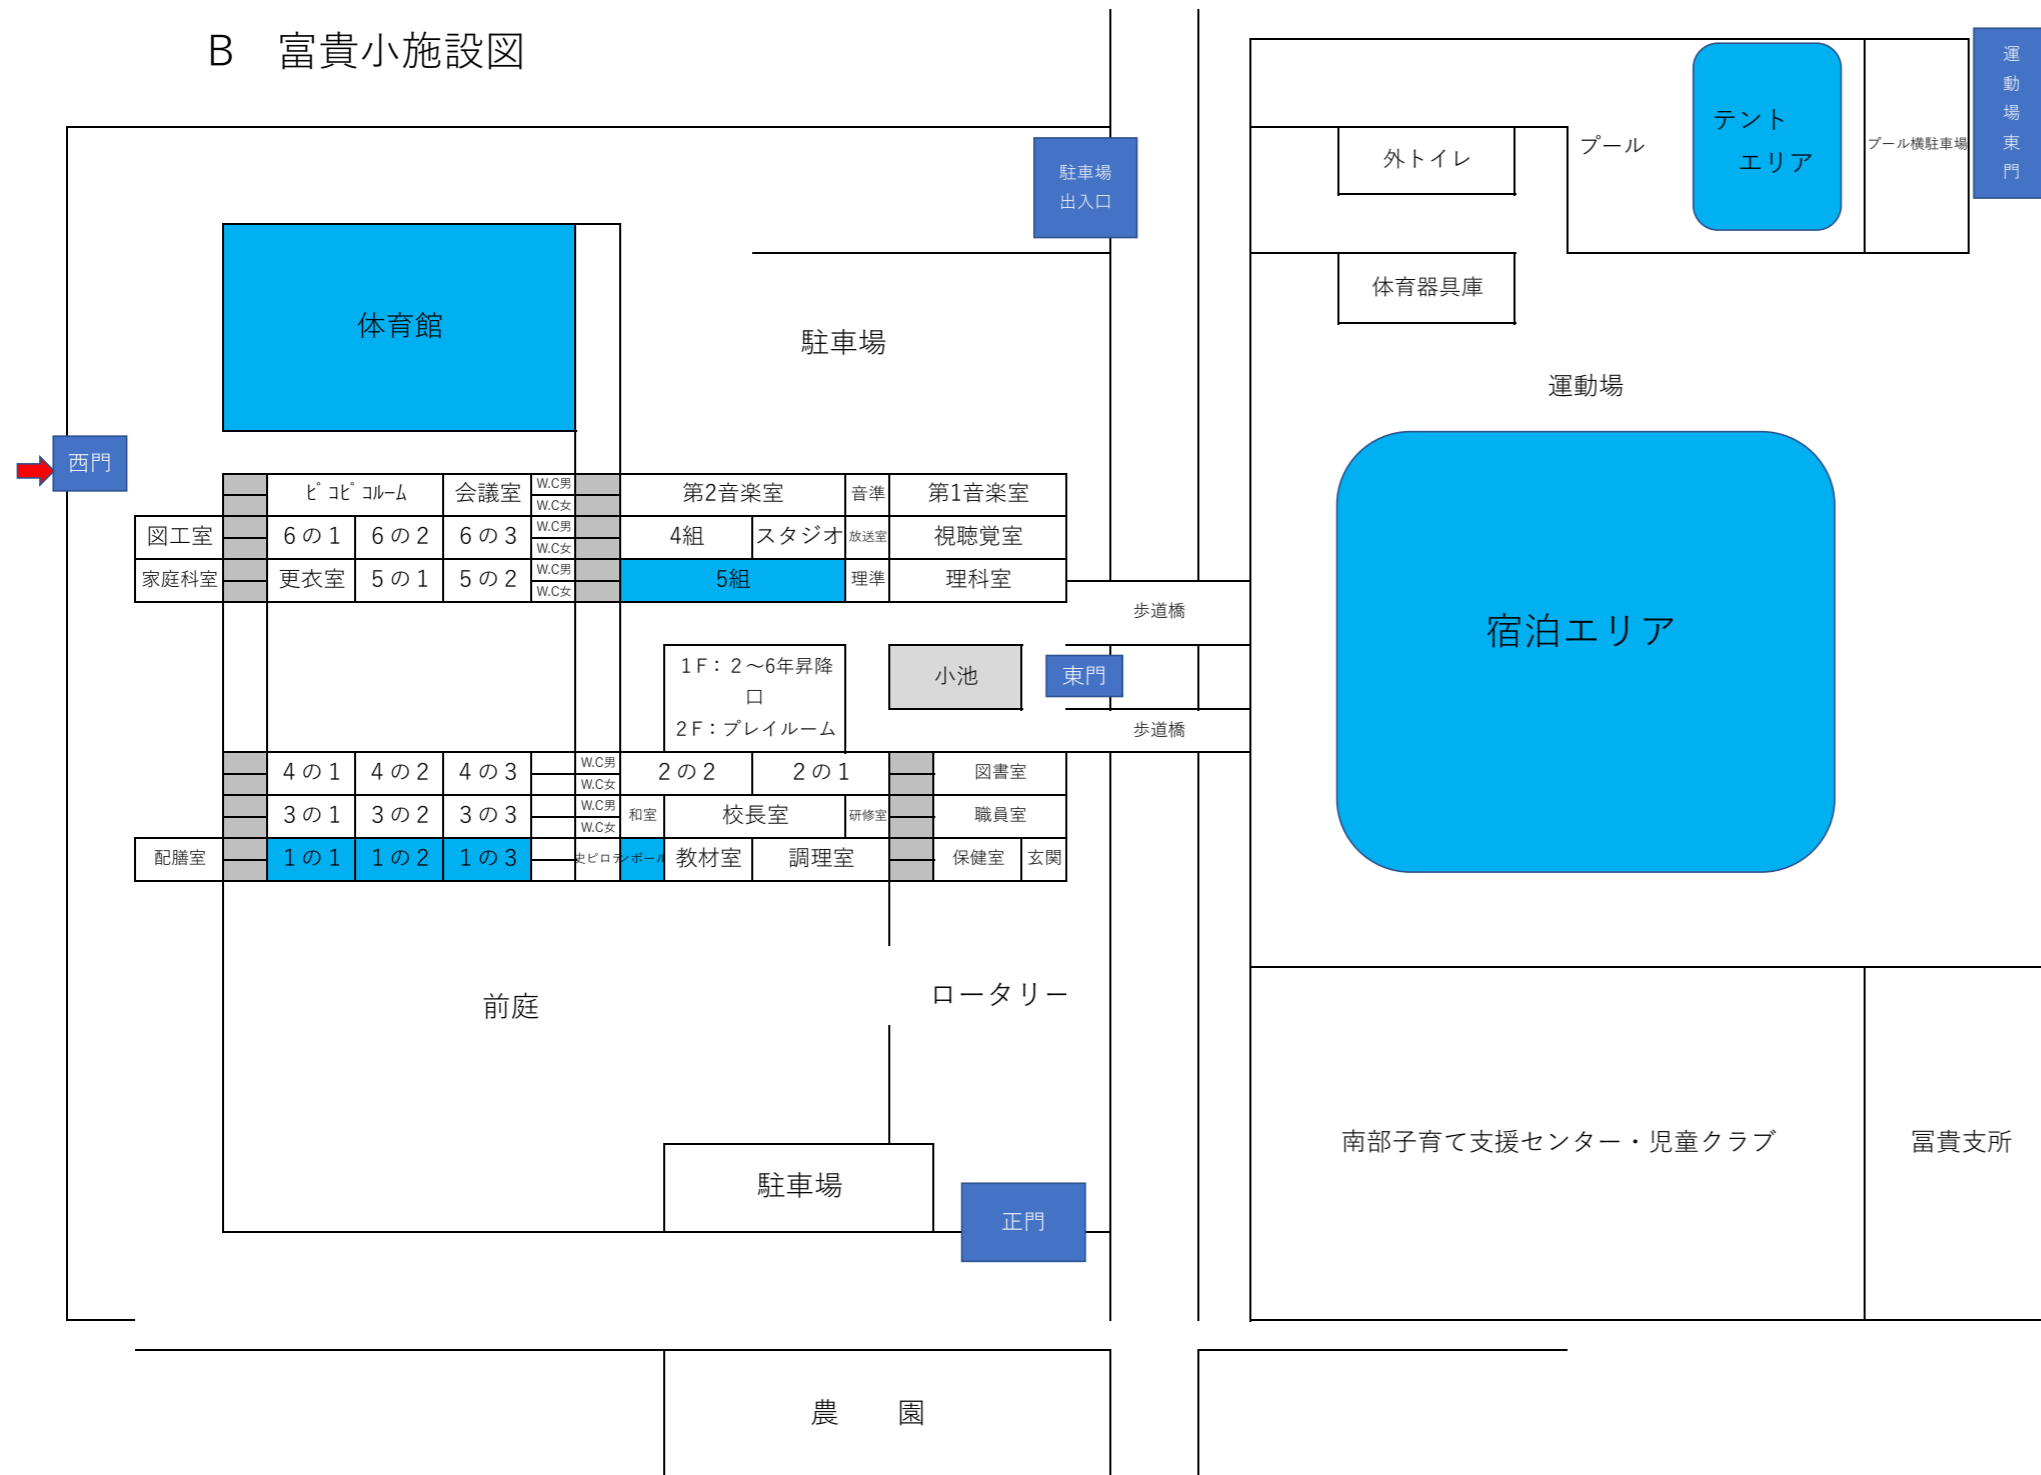 B　富貴小施設図
運動場東門
テント
エリア
プール
プール横駐車場
外トイレ
駐車場
出入口
体育器具庫
体育館
駐車場
運動場
西門
ﾋﾟｺﾋﾟｺﾙｰﾑ 会議室 W.C男 第2音楽室 音準 第1音楽室
W.C女
図工室 6の1 6の2 6の3 W.C男 4組 スタジオ 放送室 視聴覚室
W.C女
家庭科室 更衣室 5の1 5の2 W.C男 5組 理準 理科室
W.C女
歩道橋
宿泊エリア
1F：2～6年昇降
口
2F：プレイルーム
小池
東門
歩道橋
4の1 4の2 4の3 W.C男 2の2 2の1 図書室
W.C女
3の1 3の2 3の3 W.C男 和室 校長室 研修室 職員室
W.C女
配膳室 1の1 1の2 1の3 ピロ ンボール 教材室 調理室 保健室 玄関
前庭
ロータリー
南部子育て支援センター・児童クラブ
冨貴支所
駐車場
正門
農　園